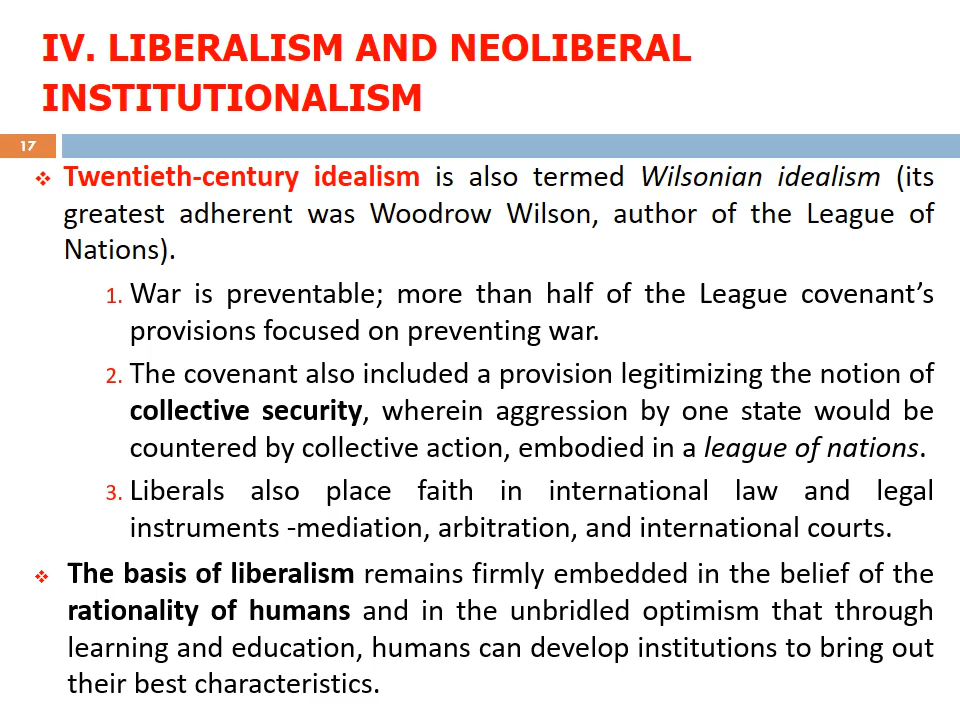 IV. LIBERALISM AND NEOLIBERAL
INSTITUTIONALISM
17
❖ Twentieth-century idealism is also termed Wilsonian idealism (its
greatest adherent was Woodrow Wilson, author of the League of
Nations).
1. War is preventable; more than half of the League covenant’s
provisions focused on preventing war.
2. The covenant also included a provision legitimizing the notion of
collective security, wherein aggression by one state would be
countered by collective action, embodied in a league of nations.
3. Liberals also place faith in international law and legal
instruments -mediation, arbitration, and international courts.
❖ The basis of liberalism remains firmly embedded in the belief of the
rationality of humans and in the unbridled optimism that through
learning and education, humans can develop institutions to bring out
their best characteristics.